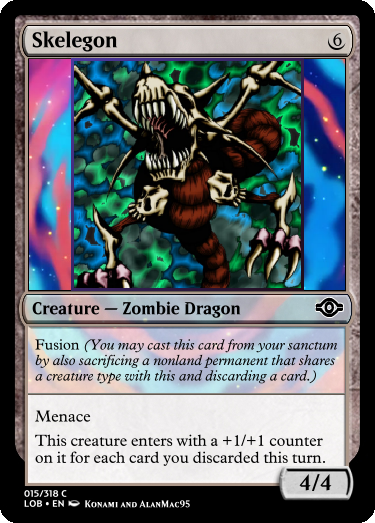 Skelegon 6
Creature — Zombie Dragon
Fusion (You may cast this card from your sanctum
by also sacrificing a nonland permanent that shares
a creature type with this and discarding a card.)
Menace
This creature enters with a +1/+1 counter
on it for each card you discarded this turn.
4/4
015/318 C
LOB • EN Konami and AlanMac95